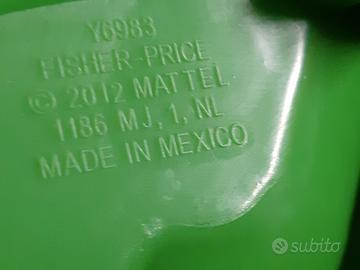 Y6983
FISHER-PRICE
© 2012 MATTEL
1186 MJ, 1, NL
MADE IN MEXICO
subito